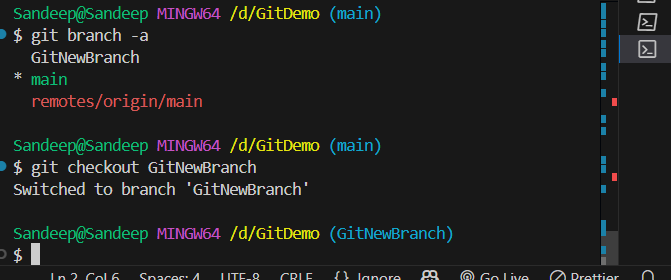 Sandeep@Sandeep MINGW64 /d/GitDemo (main)
$ git branch -a
  GitNewBranch
* main
  remotes/origin/main
Sandeep@Sandeep MINGW64 /d/GitDemo (main)
$ git checkout GitNewBranch
Switched to branch 'GitNewBranch'
Sandeep@Sandeep MINGW64 /d/GitDemo (GitNewBranch)
$
Ln 2, Col 6 Spaces: 4 UTF-8 CRLF {} Ignore Go Live Prettier